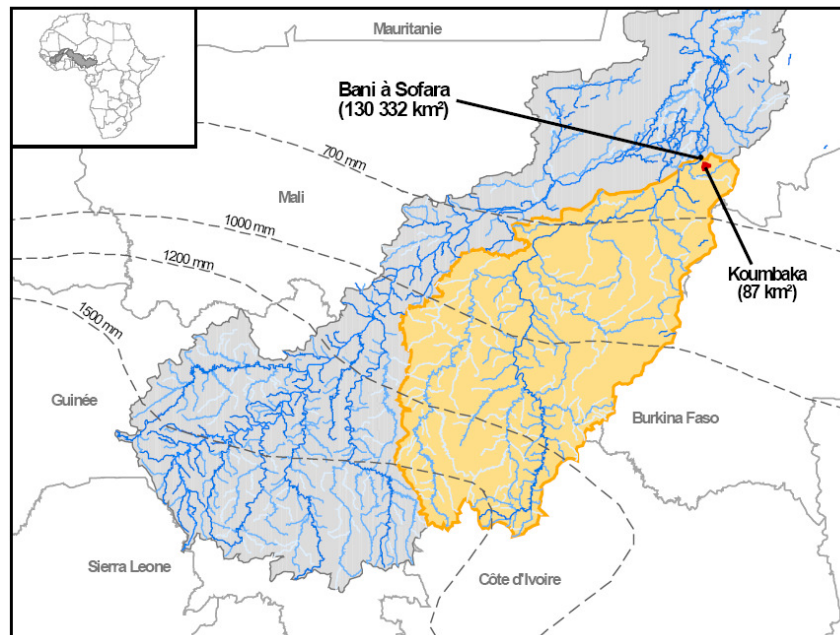 Mauritanie
Bani à Sofara
(130 332 km²)
700 mm
Mali
1000 mm
1200 mm
Koumbaka
(87 km²)
1500 mm
Guinée
Burkina Faso
Sierra Leone
Côte d'Ivoire